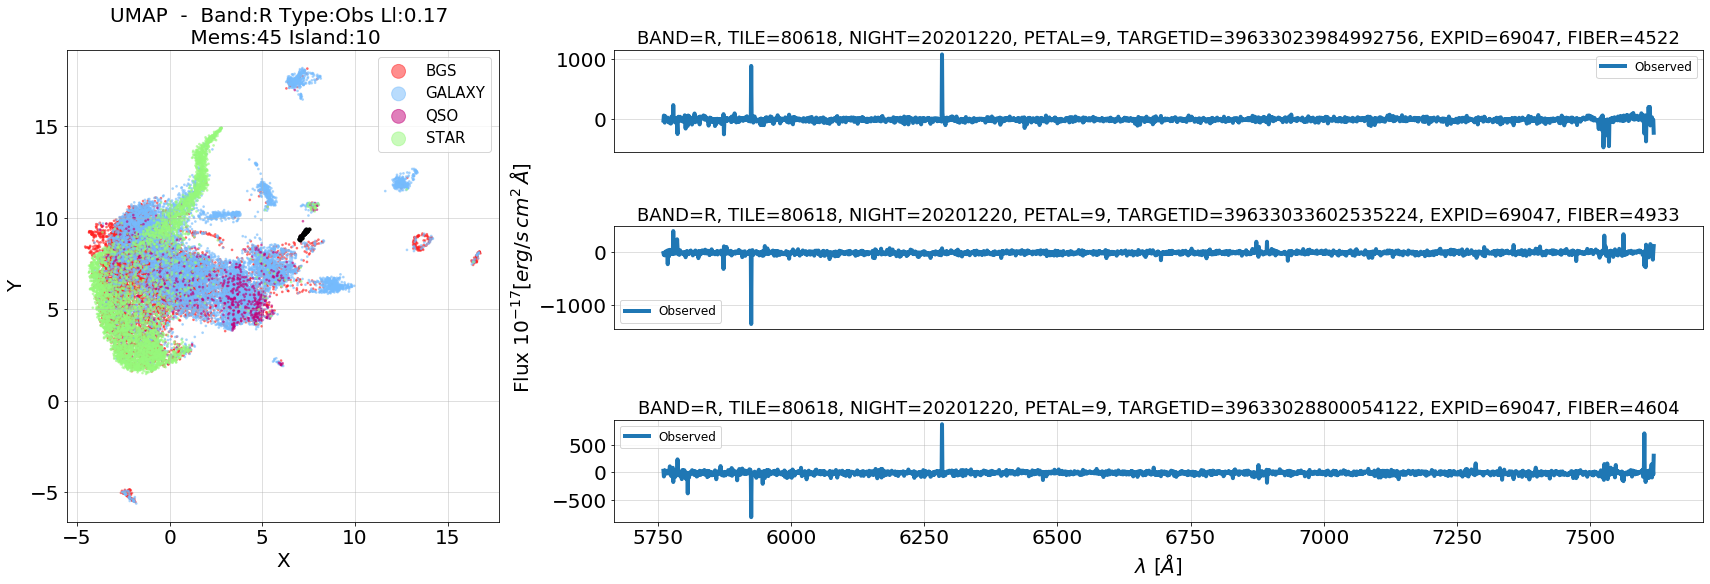 UMAP - Band:R Type:Obs Ll:0.17
Mems:45 Island:10
BGS
GALAXY
QSO
STAR
15
10
5
0
−5
Y
−5
0
5
10
15
X
Flux 10⁻¹⁷[erg/s cm² Å]
BAND=R, TILE=80618, NIGHT=20201220, PETAL=9, TARGETID=39633023984992756, EXPID=69047, FIBER=4522
1000
0
Observed
BAND=R, TILE=80618, NIGHT=20201220, PETAL=9, TARGETID=39633033602535224, EXPID=69047, FIBER=4933
0
−1000
Observed
BAND=R, TILE=80618, NIGHT=20201220, PETAL=9, TARGETID=39633028800054122, EXPID=69047, FIBER=4604
500
0
−500
Observed
5750
6000
6250
6500
6750
7000
7250
7500
λ [Å]